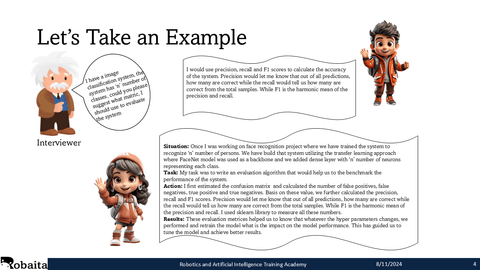 Let's Take an Example
I have a image
classification system, the
system has 'n' number of
classes, could you please
suggest what matric, I
should use to evaluate
the system
Interviewer
I would use precision, recall and F1 scores to calculate the accuracy
of the system. Precision would let me know that out of all predictions,
how many are correct while the recall would tell us how many are
correct from the total samples. While F1 is the harmonic mean of the
precision and recall.
Situation: Once I was working on face recognition project where we have trained the system to
recognize 'n' number of persons. We have build that system utilizing the transfer learning approach
where FaceNet model was used as a backbone and we added dense layer with 'n' number of neurons
representing each class.
Task: My task was to write an evaluation algorithm that would help us to the benchmark the
performance of the system.
Action: I first estimated the confusion matrix and calculated the number of false positives, false
negatives, true positive and true negatives. Basis on these value, we further calculated the precision,
recall and F1 scores. Precision would let me know that out of all predictions, how many are correct while
the recall would tell us how many are correct from the total samples. While F1 is the harmonic mean of
the precision and recall. I used sklearn library to measure all these numbers.
Results: These evaluation metrics helped us to know that whatever the hyper parameters changes, we
performed and retrain the model what is the impact on the model performance. This has guided us to
tune the model and achieve better results.
Robaita
Robotics and Artificial Intelligence Training Academy
8/11/2024
4